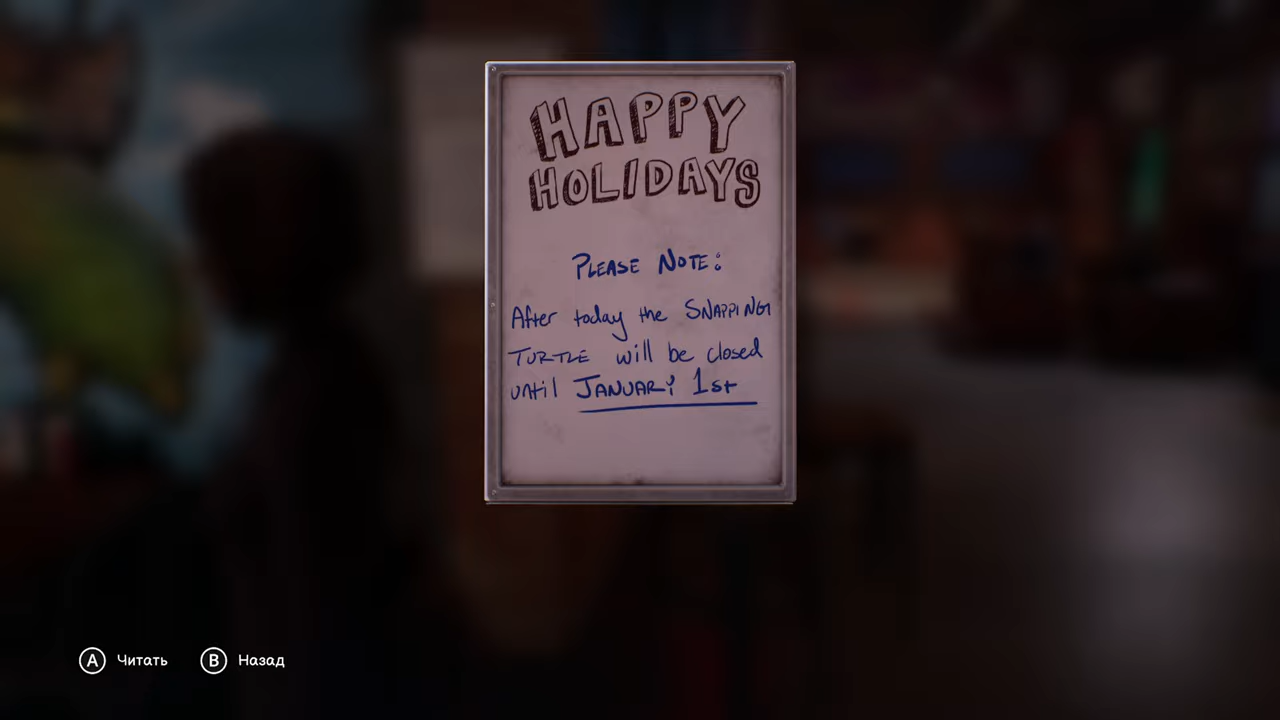 HAPPY
HOLIDAYS
PLEASE NOTE:
After today the SNAPPING
TURTLE will be closed
until JANUARY 1st
A Читать B Назад